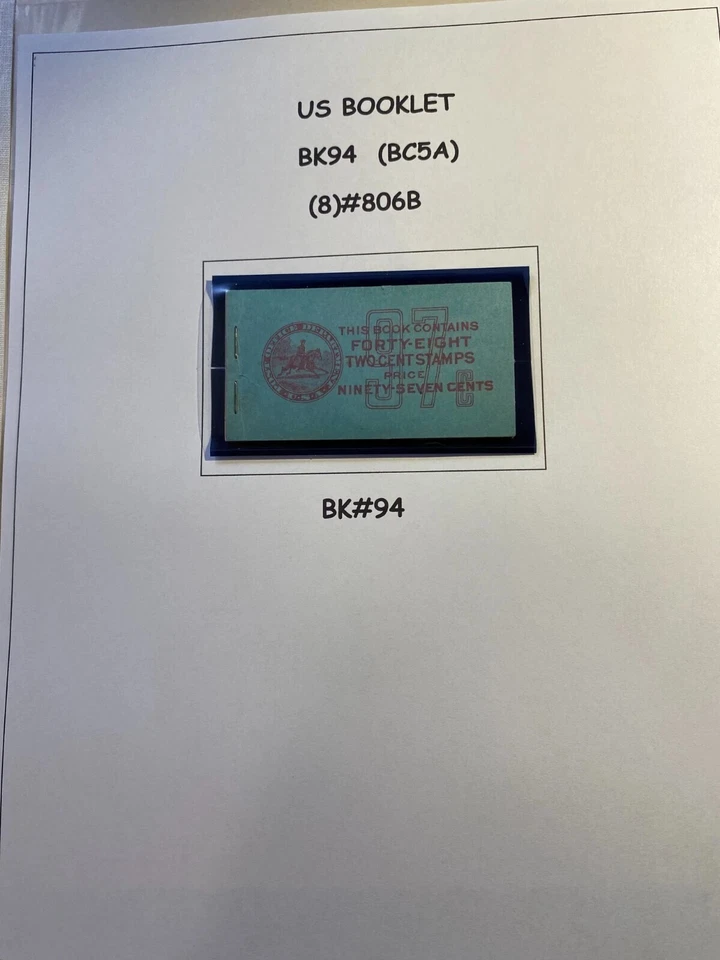 US BOOKLET
BK94 (BC5A)
(8)#806B
97¢
THIS BOOK CONTAINS
FORTY-EIGHT
TWO CENT STAMPS
PRICE
NINETY-SEVEN CENTS
BK#94